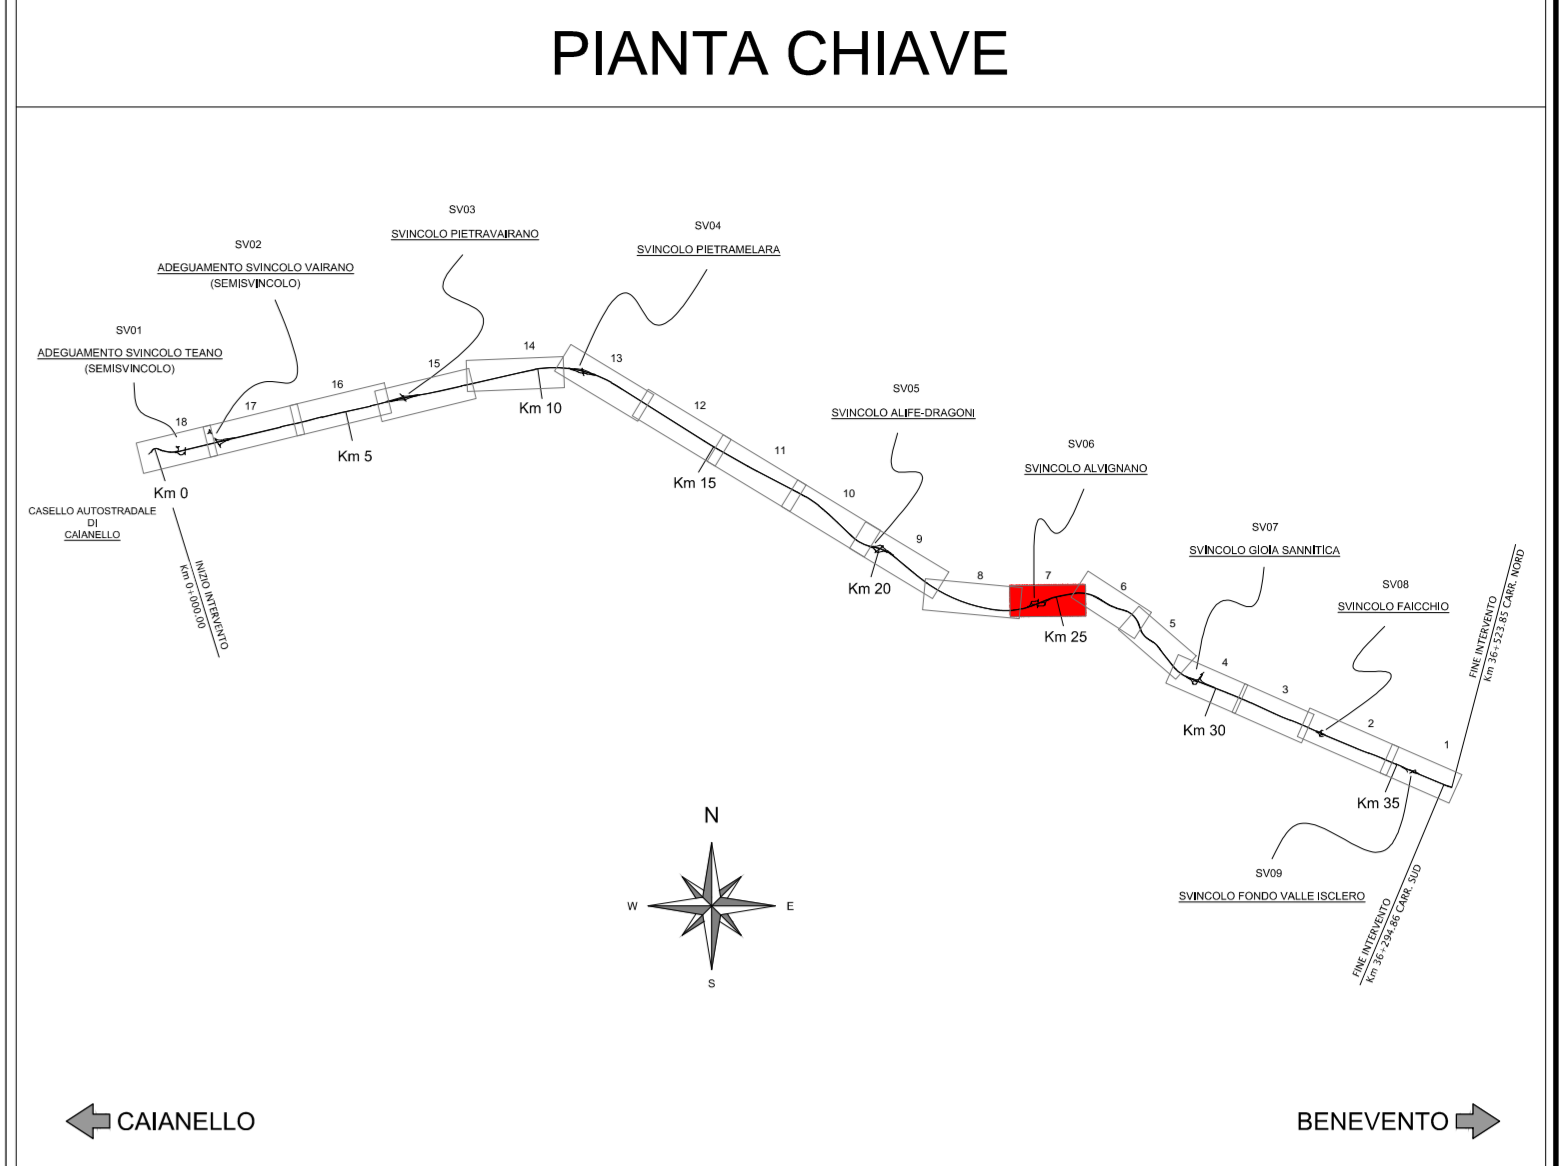 PIANTA CHIAVE
SV03
SVINCOLO PIETRAVAIRANO
SV04
SVINCOLO PIETRAMELARA
SV02
ADEGUAMENTO SVINCOLO VAIRANO
(SEMISVINCOLO)
SV01
ADEGUAMENTO SVINCOLO TEANO
(SEMISVINCOLO)
14
13
15
16
17
18
12
11
10
9
8
7
6
5
4
3
2
1
Km 0
Km 5
Km 10
Km 15
Km 20
Km 25
Km 30
Km 35
SV05
SVINCOLO ALIFE-DRAGONI
SV06
SVINCOLO ALVIGNANO
SV07
SVINCOLO GIOIA SANNITICA
SV08
SVINCOLO FAICCHIO
SV09
SVINCOLO FONDO VALLE ISCLERO
CASELLO AUTOSTRADALE
DI
CAIANELLO
INIZIO INTERVENTO
Km 0+000.00
FINE INTERVENTO
Km 36+523.85 CARR. NORD
FINE INTERVENTO
Km 36+294.86 CARR. SUD
N
W
E
S
CAIANELLO
BENEVENTO